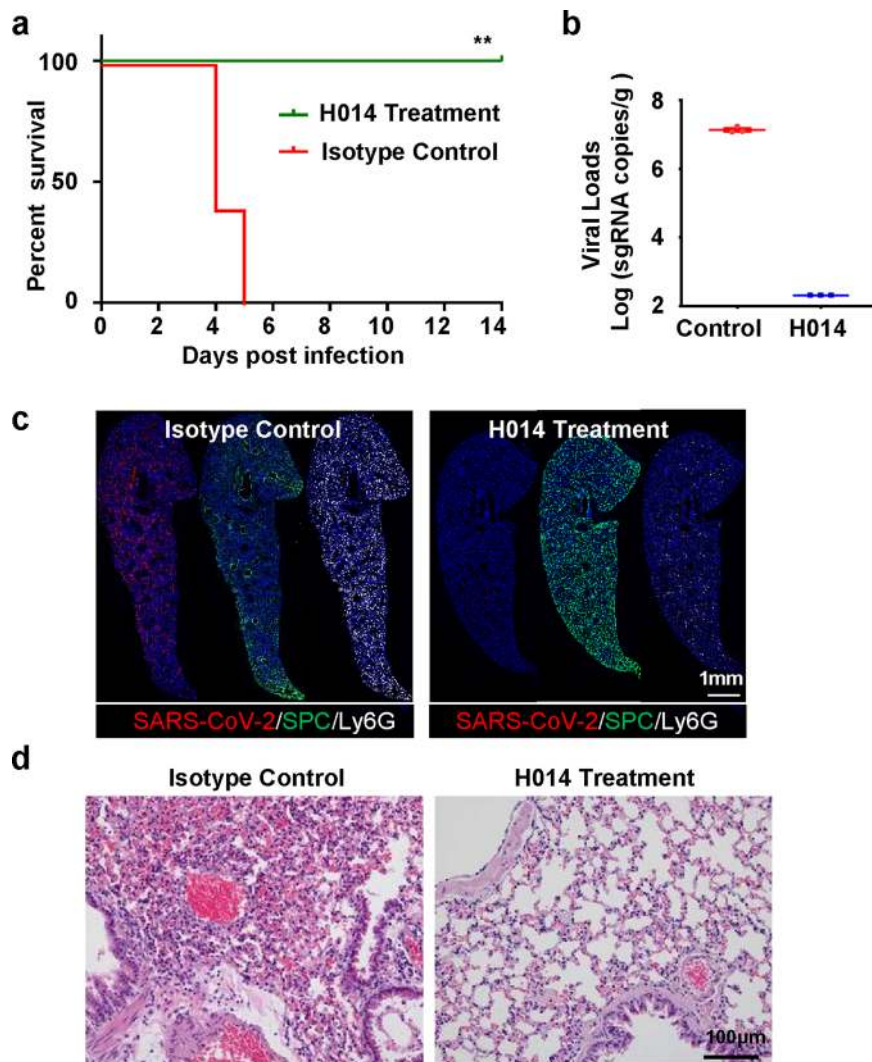 a
**
100
50
0
Percent survival
H014 Treatment
Isotype Control
0 2 4 6 8 10 12 14
Days post infection
b
8
6
4
2
Viral Loads
Log (sgRNA copies/g)
Control H014
c
Isotype Control
H014 Treatment
1mm
SARS-CoV-2/SPC/Ly6G
SARS-CoV-2/SPC/Ly6G
d
Isotype Control
H014 Treatment
100μm